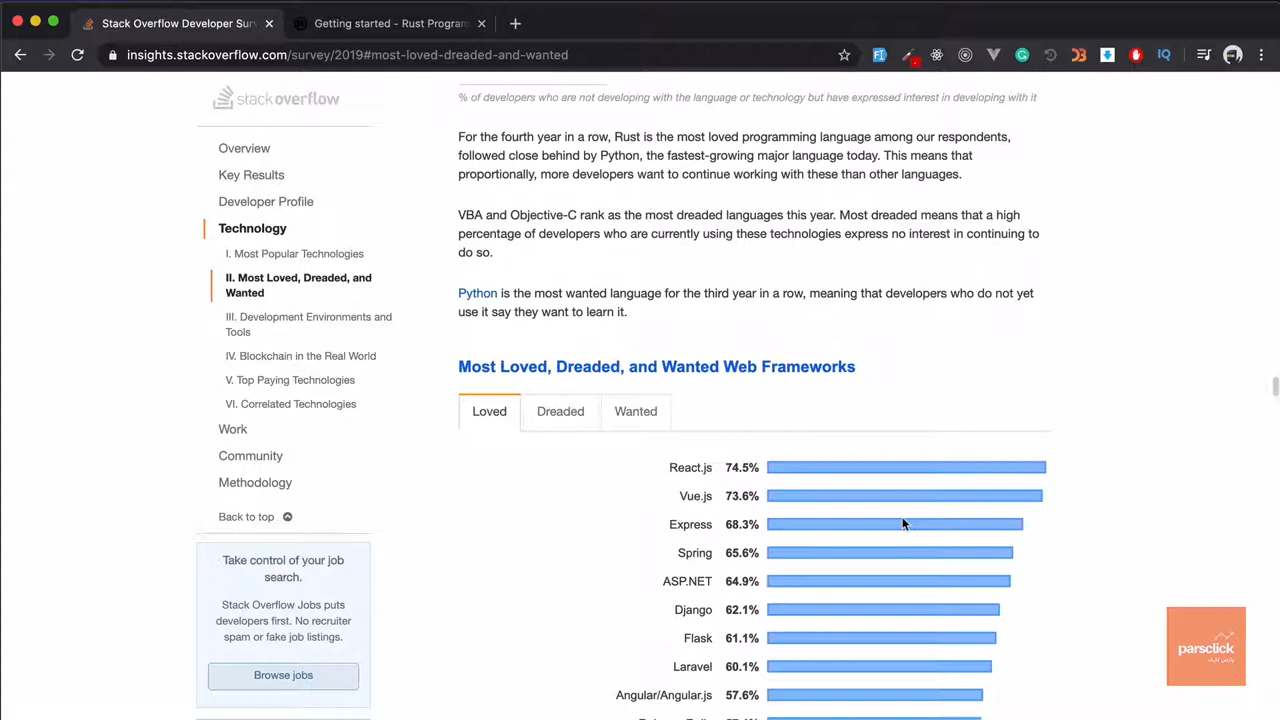 Stack Overflow Developer Sur
Getting started - Rust Program
insights.stackoverflow.com/survey/2019#most-loved-dreaded-and-wanted
stackoverflow
Overview
Key Results
Developer Profile
Technology
I. Most Popular Technologies
II. Most Loved, Dreaded, and
Wanted
III. Development Environments and
Tools
IV. Blockchain in the Real World
V. Top Paying Technologies
VI. Correlated Technologies
Work
Community
Methodology
Back to top
Take control of your job
search.
Stack Overflow Jobs puts
developers first. No recruiter
spam or fake job listings.
Browse jobs
% of developers who are not developing with the language or technology but have expressed interest in developing with it
For the fourth year in a row, Rust is the most loved programming language among our respondents,
followed close behind by Python, the fastest-growing major language today. This means that
proportionally, more developers want to continue working with these than other languages.
VBA and Objective-C rank as the most dreaded languages this year. Most dreaded means that a high
percentage of developers who are currently using these technologies express no interest in continuing to
do so.
Python is the most wanted language for the third year in a row, meaning that developers who do not yet
use it say they want to learn it.
Most Loved, Dreaded, and Wanted Web Frameworks
Loved Dreaded Wanted
React.js 74.5%
Vue.js 73.6%
Express 68.3%
Spring 65.6%
ASP.NET 64.9%
Django 62.1%
Flask 61.1%
Laravel 60.1%
Angular/Angular.js 57.6%
parsclick
پارس کلیک